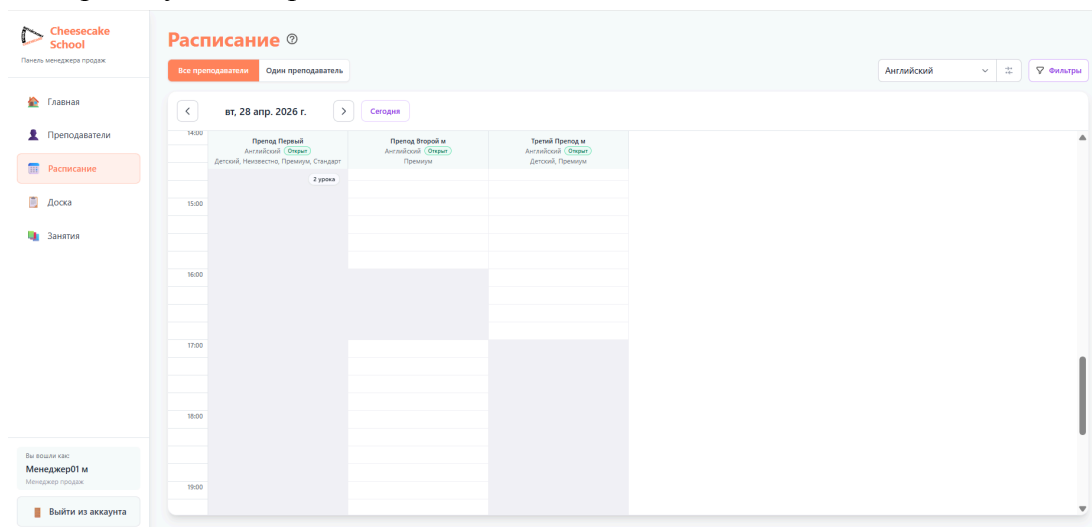 Cheesecake
School
Панель менеджера продаж
Главная
Преподаватели
Расписание
Доска
Занятия
Вы вошли как:
Менеджер01 м
Менеджер продаж
Выйти из аккаунта
Расписание ?
Все преподаватели Один преподаватель
Английский Фильтры
вт, 28 апр. 2026 г. Сегодня
14:00
Препод Первый Препод Второй м Третий Препод м
Английский Открыт Английский Открыт Английский Открыт
Детский, Неизвестно, Премиум, Стандарт Премиум Детский, Премиум
2 урока
15:00
16:00
17:00
18:00
19:00